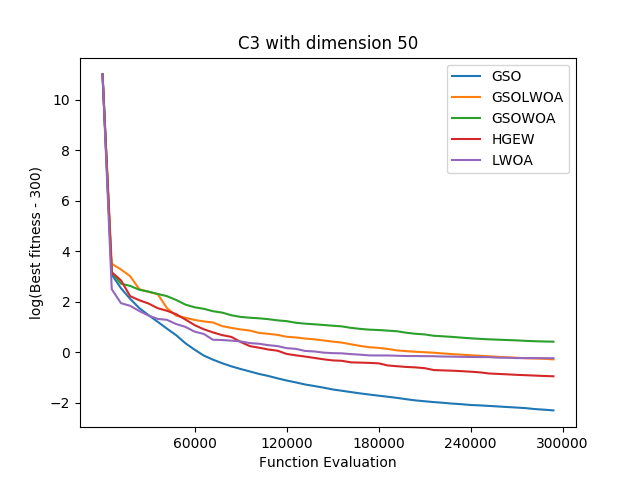 C3 with dimension 50
log(Best fitness - 300)
10
8
6
4
2
0
−2
GSO
GSOLWOA
GSOWOA
HGEW
LWOA
60000 120000 180000 240000 300000
Function Evaluation